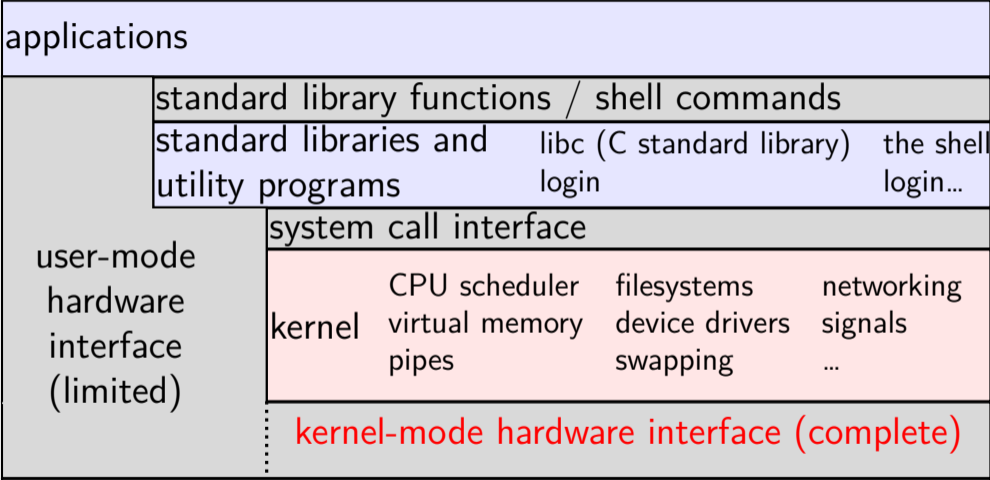 applications
standard library functions / shell commands
standard libraries and
utility programs
libc (C standard library)
login
the shell
login…
system call interface
user-mode
hardware
interface
(limited)
kernel
CPU scheduler
virtual memory
pipes
filesystems
device drivers
swapping
networking
signals
…
kernel-mode hardware interface (complete)